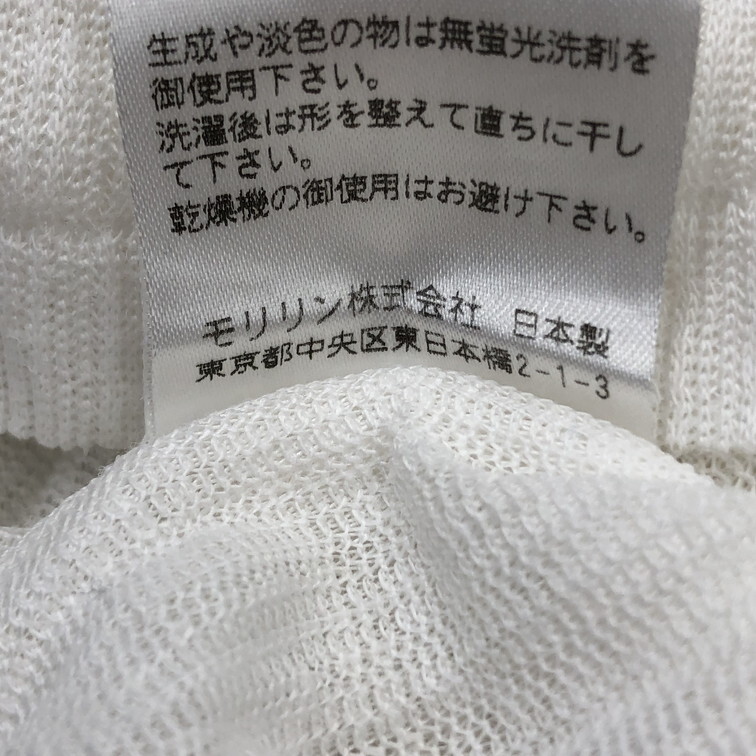 生成や淡色の物は無蛍光洗剤を
御使用下さい。
洗濯後は形を整えて直ちに干し
て下さい。
乾燥機の御使用はお避け下さい。
モリリン株式会社 日本製
東京都中央区東日本橋2-1-3